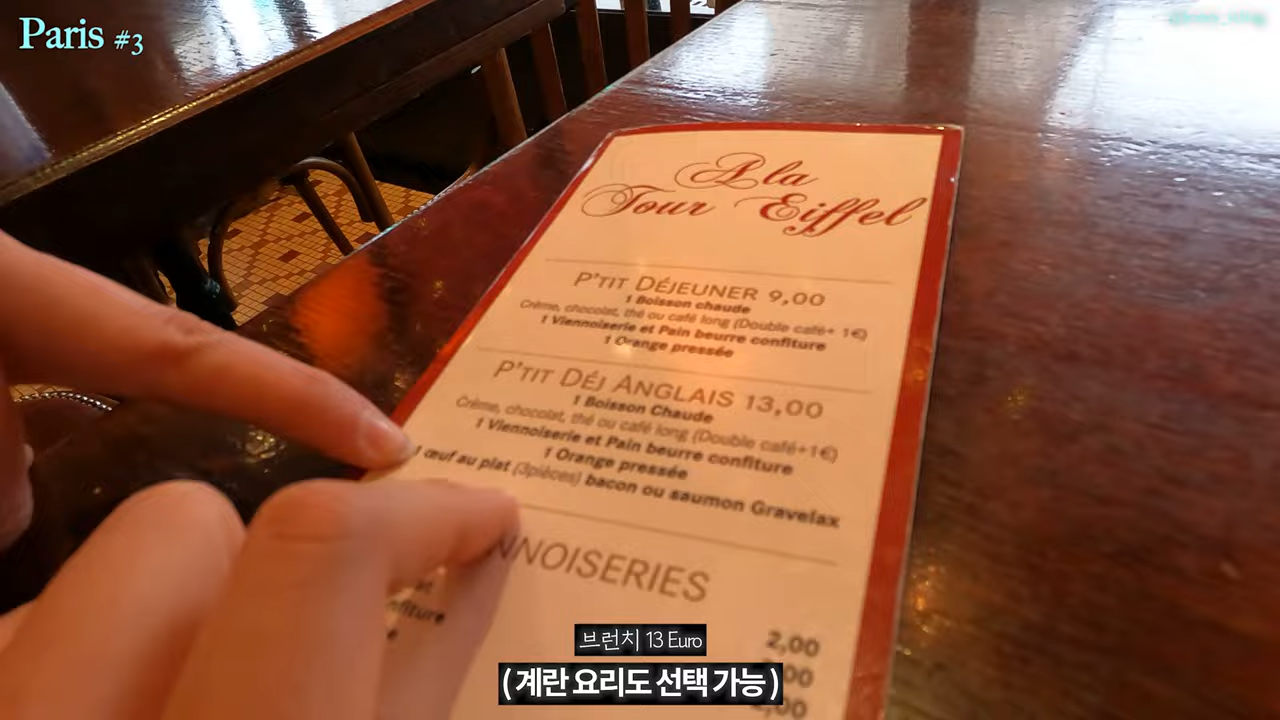 Paris #3
A la
Tour Eiffel
P'TIT DÉJEUNER 9,00
1 Boisson chaude
Crème, chocolat, thé ou café long (Double café+ 1€)
1 Viennoiserie et Pain beurre confiture
1 Orange pressée
P'TIT DÉJ ANGLAIS 13,00
1 Boisson Chaude
Crème, chocolat, thé ou café long (Double café+1€)
1 Viennoiserie et Pain beurre confiture
1 Orange pressée
1 œuf au plat (3pièces) bacon ou saumon Gravelax
NNOISERIES
2,00
브런치 13 Euro
(계란 요리도 선택 가능)